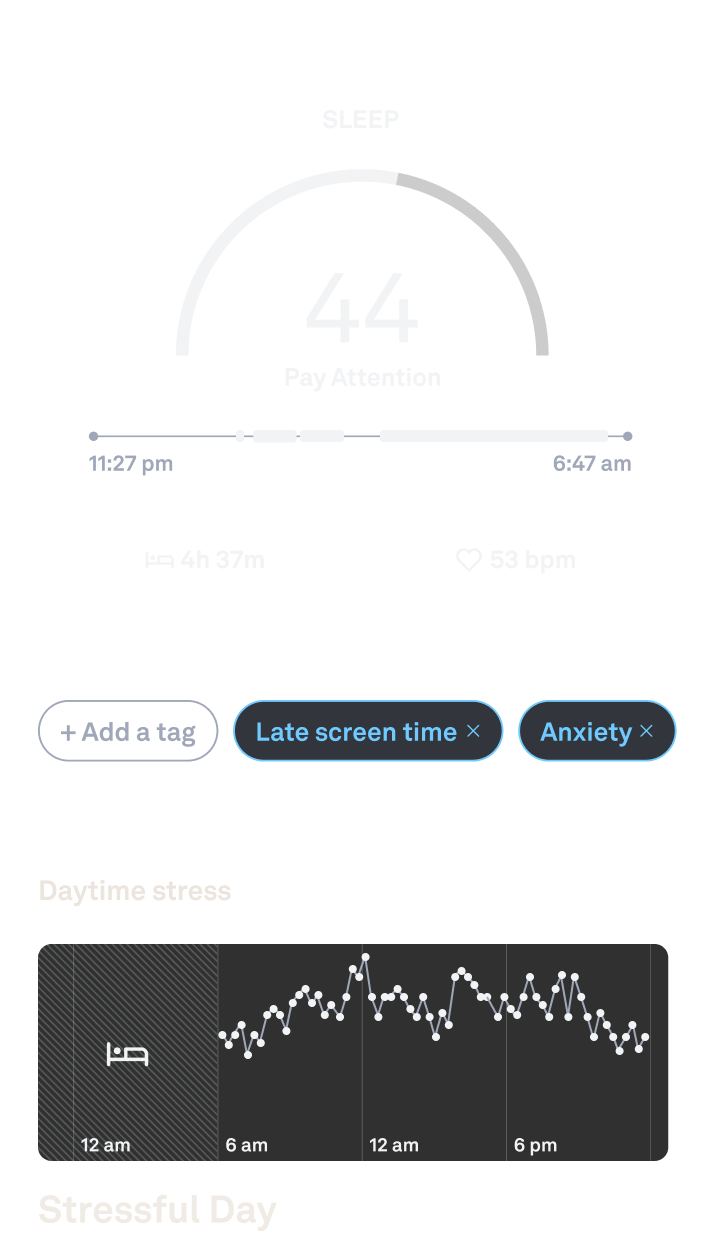 SLEEP
44
Pay Attention
11:27 pm 6:47 am
4h 37m 53 bpm
+ Add a tag Late screen time × Anxiety ×
Daytime stress
12 am 6 am 12 am 6 pm
Stressful Day